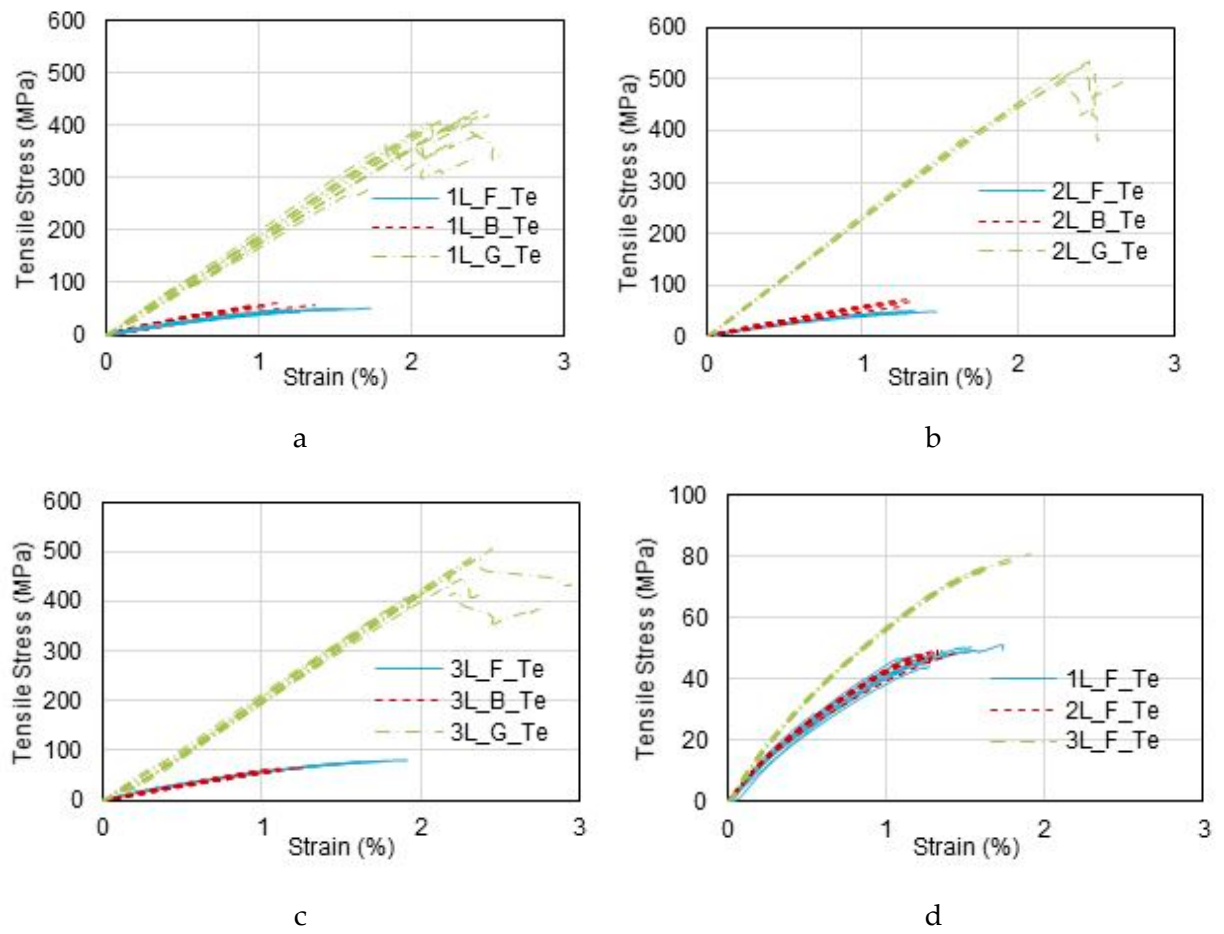 600
500
400
300
200
100
0
Tensile Stress (MPa)
1L_F_Te
1L_B_Te
1L_G_Te
0 1 2 3
Strain (%)
a
600
500
400
300
200
100
0
Tensile Stress (MPa)
2L_F_Te
2L_B_Te
2L_G_Te
0 1 2 3
Strain (%)
b
600
500
400
300
200
100
0
Tensile Stress (MPa)
3L_F_Te
3L_B_Te
3L_G_Te
0 1 2 3
Strain (%)
c
100
80
60
40
20
0
Tensile Stress (MPa)
1L_F_Te
2L_F_Te
3L_F_Te
0 1 2 3
Strain (%)
d